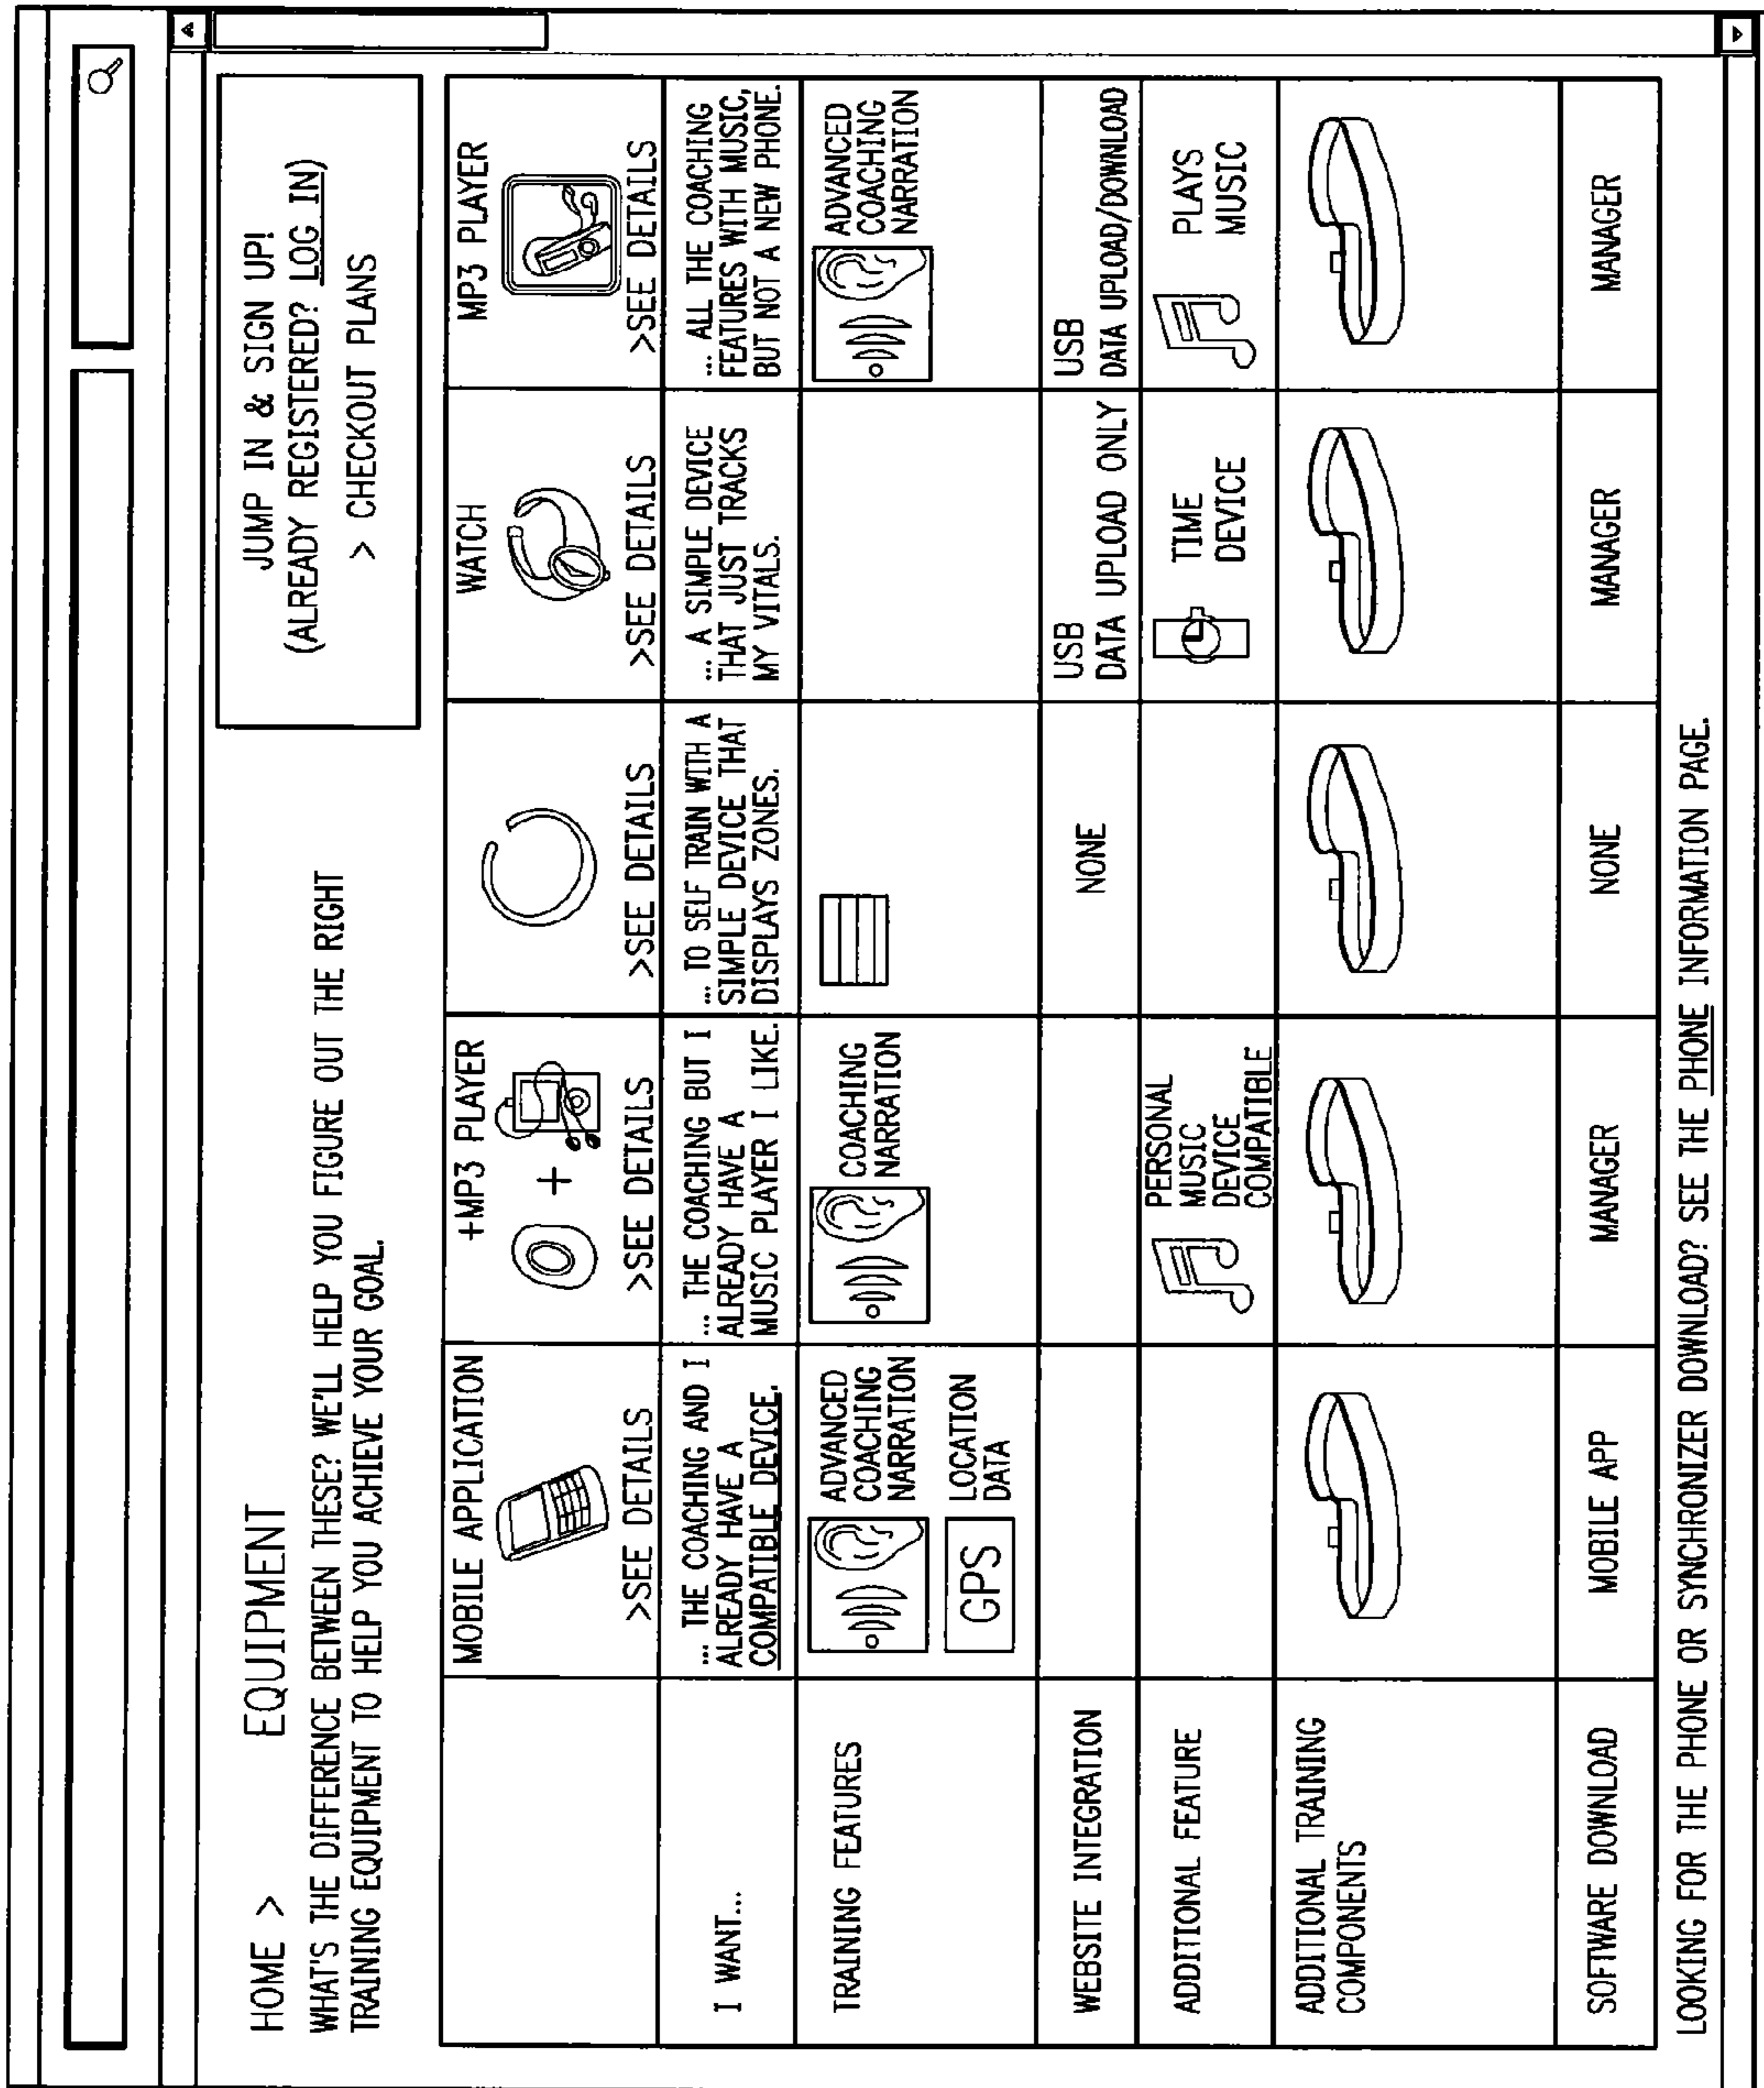 JUMP IN & SIGN UP!
(ALREADY REGISTERED? LOG IN)
> CHECKOUT PLANS
HOME > EQUIPMENT
WHAT'S THE DIFFERENCE BETWEEN THESE? WE'LL HELP YOU FIGURE OUT THE RIGHT
TRAINING EQUIPMENT TO HELP YOU ACHIEVE YOUR GOAL.
MOBILE APPLICATION
>SEE DETAILS
+MP3 PLAYER
+
>SEE DETAILS
>SEE DETAILS
WATCH
>SEE DETAILS
MP3 PLAYER
>SEE DETAILS
I WANT...
... THE COACHING AND I
ALREADY HAVE A
COMPATIBLE DEVICE.
... THE COACHING BUT I
ALREADY HAVE A
MUSIC PLAYER I LIKE.
... TO SELF TRAIN WITH A
SIMPLE DEVICE THAT
DISPLAYS ZONES.
... A SIMPLE DEVICE
THAT JUST TRACKS
MY VITALS.
... ALL THE COACHING
FEATURES WITH MUSIC,
BUT NOT A NEW PHONE.
TRAINING FEATURES
ADVANCED
COACHING
NARRATION
GPS
LOCATION
DATA
COACHING
NARRATION
ADVANCED
COACHING
NARRATION
WEBSITE INTEGRATION
NONE
USB
DATA UPLOAD ONLY
USB
DATA UPLOAD/DOWNLOAD
ADDITIONAL FEATURE
PERSONAL
MUSIC
DEVICE
COMPATIBLE
TIME
DEVICE
PLAYS
MUSIC
ADDITIONAL TRAINING
COMPONENTS
SOFTWARE DOWNLOAD
MOBILE APP
MANAGER
NONE
MANAGER
MANAGER
LOOKING FOR THE PHONE OR SYNCHRONIZER DOWNLOAD? SEE THE PHONE INFORMATION PAGE.